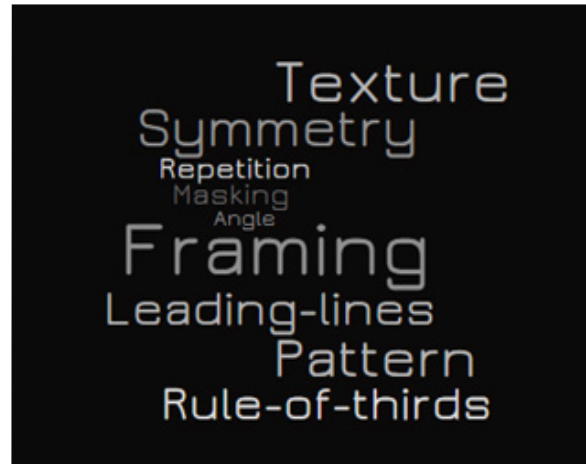 Texture
Symmetry
Repetition
Masking
Angle
Framing
Leading-lines
Pattern
Rule-of-thirds